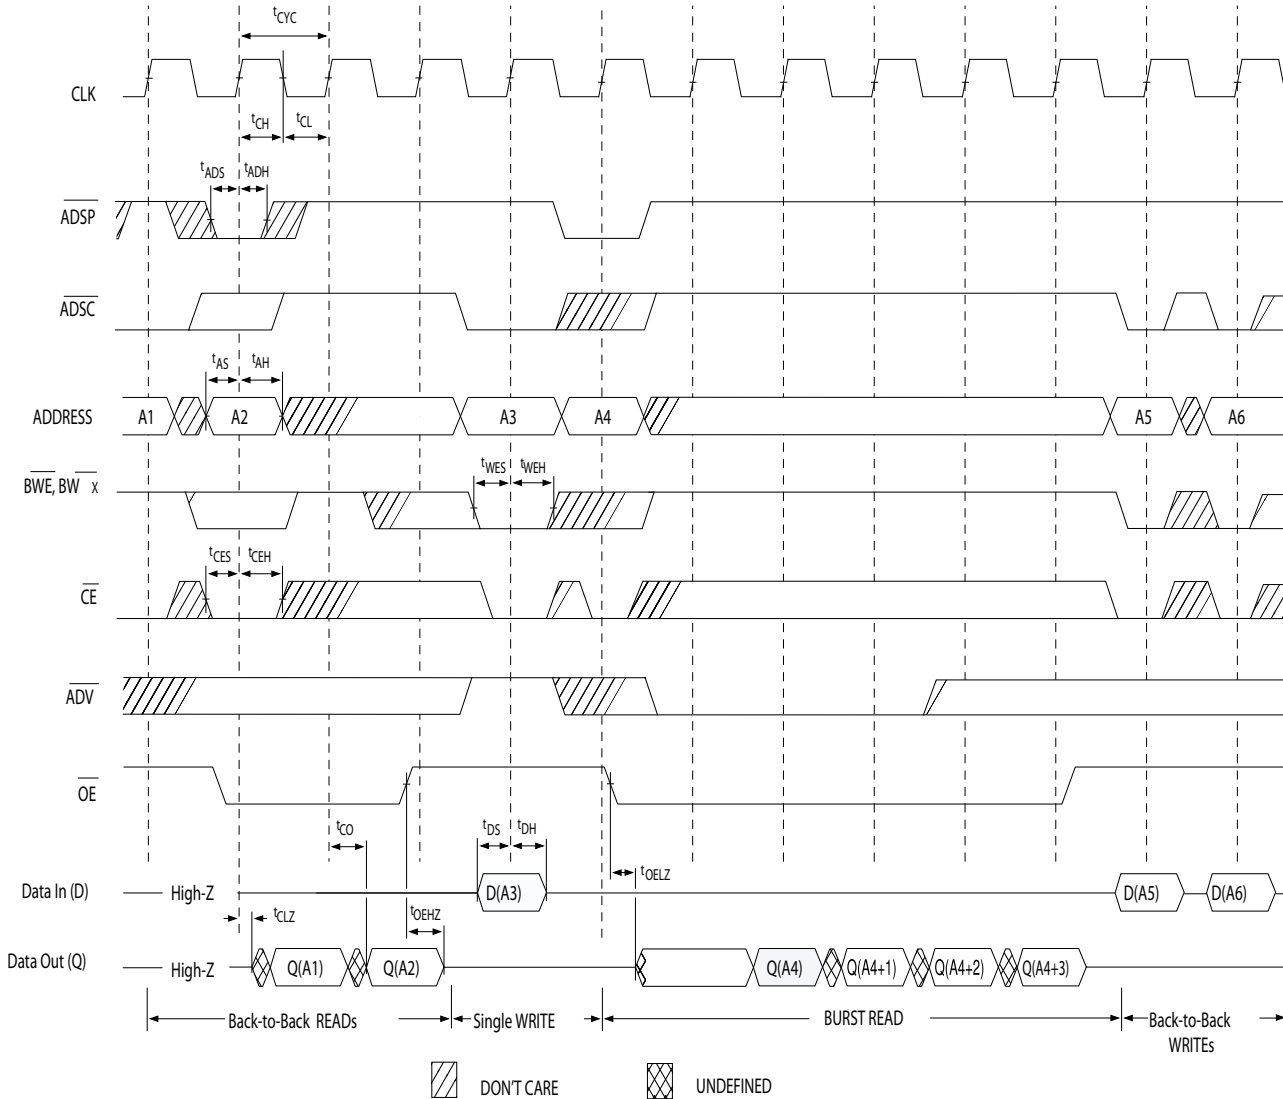 tCYC
CLK
tCH tCL
tADS tADH
ADSP
ADSC
tAS tAH
ADDRESS A1 A2 A3 A4 A5 A6
tWES tWEH
BWE, BW X
tCES tCEH
CE
ADV
OE
tCO tDS tDH
tOELZ
Data In (D) High-Z D(A3) D(A5) D(A6)
tCLZ tOEHZ
Data Out (Q) High-Z Q(A1) Q(A2) Q(A4) Q(A4+1) Q(A4+2) Q(A4+3)
Back-to-Back READs Single WRITE BURST READ Back-to-Back
WRITEs
DON'T CARE UNDEFINED